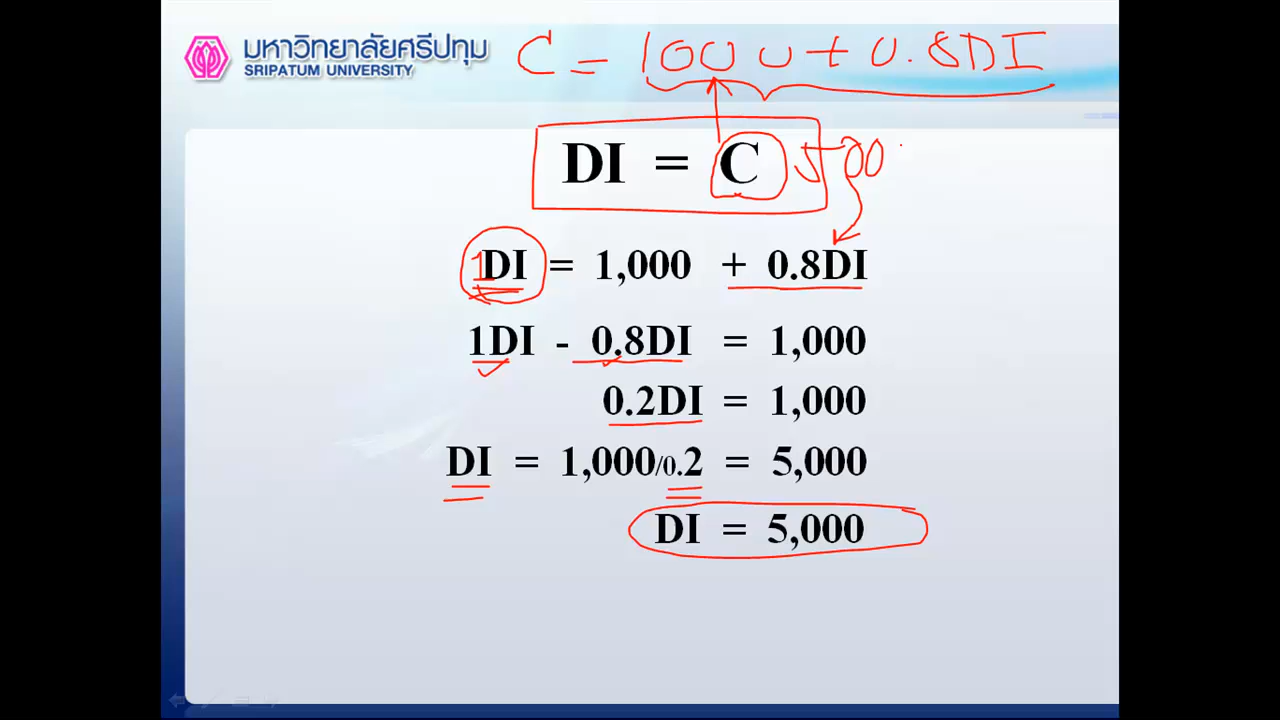 มหาวิทยาลัยศรีปทุม
SRIPATUM UNIVERSITY
C = 1000 + 0.8DI
DI = C 500
1DI = 1,000 + 0.8DI
1DI - 0.8DI = 1,000
0.2DI = 1,000
DI = 1,000/0.2 = 5,000
DI = 5,000